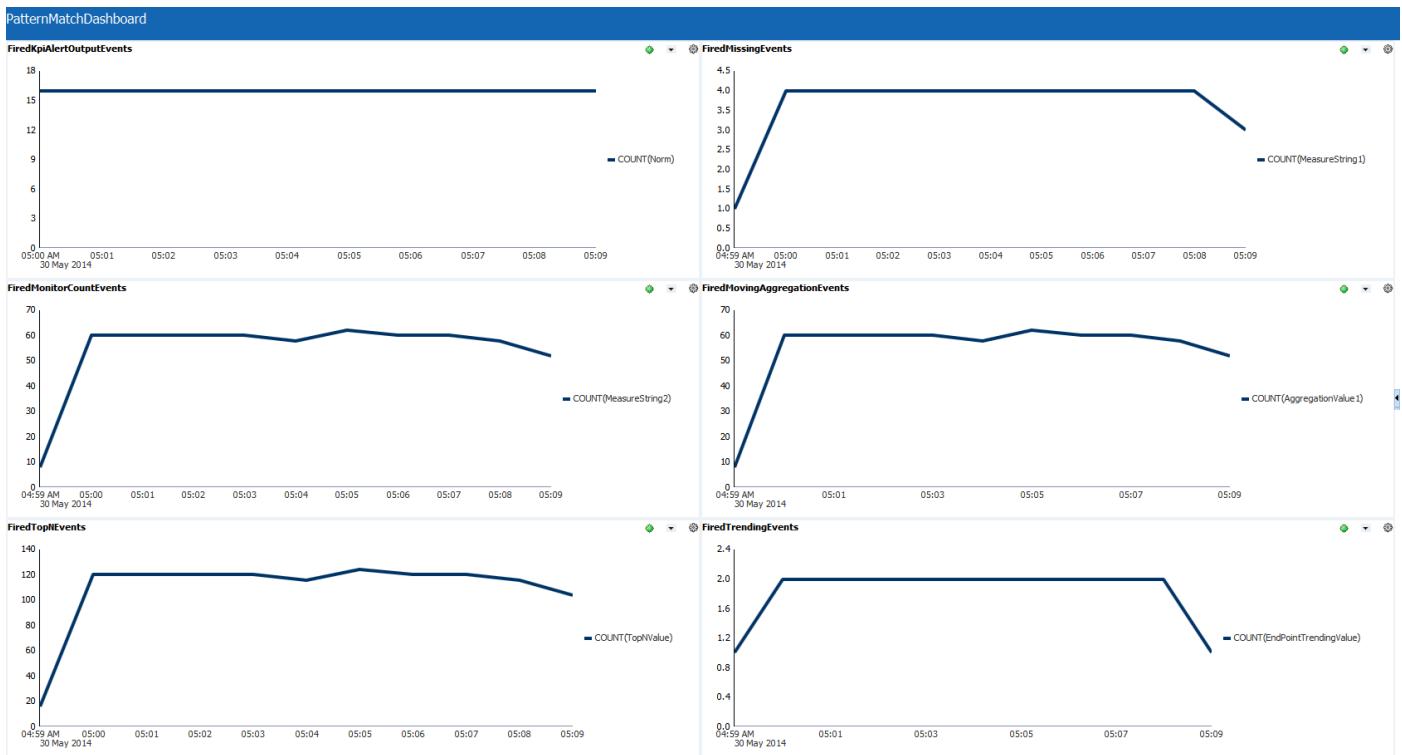 PatternMatchDashboard
FiredKpiAlertOutputEvents
18
15
12
9
6
3
0
05:00 AM 05:01 05:02 05:03 05:04 05:05 05:06 05:07 05:08 05:09
30 May 2014
COUNT(Norm)
FiredMissingEvents
4.5
4.0
3.5
3.0
2.5
2.0
1.5
1.0
0.5
0.0
04:59 AM 05:00 05:01 05:02 05:03 05:04 05:05 05:06 05:07 05:08 05:09
30 May 2014
COUNT(MeasureString1)
FiredMonitorCountEvents
70
60
50
40
30
20
10
0
04:59 AM 05:00 05:01 05:02 05:03 05:04 05:05 05:06 05:07 05:08 05:09
30 May 2014
COUNT(MeasureString2)
FiredMovingAggregationEvents
70
60
50
40
30
20
10
0
04:59 AM 05:01 05:03 05:05 05:07 05:09
30 May 2014
COUNT(AggregationValue1)
FiredTopNEvents
140
120
100
80
60
40
20
0
04:59 AM 05:00 05:01 05:02 05:03 05:04 05:05 05:06 05:07 05:08 05:09
30 May 2014
COUNT(TopNValue)
FiredTrendingEvents
2.4
2.0
1.6
1.2
0.8
0.4
0.0
04:59 AM 05:01 05:03 05:05 05:07 05:09
30 May 2014
COUNT(EndPointTrendingValue)